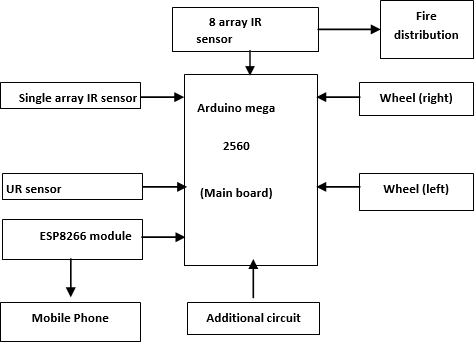 8 array IR
sensor
Fire
distribution
Single array IR sensor
Arduino mega
2560
(Main board)
Wheel (right)
UR sensor
Wheel (left)
ESP8266 module
Mobile Phone
Additional circuit